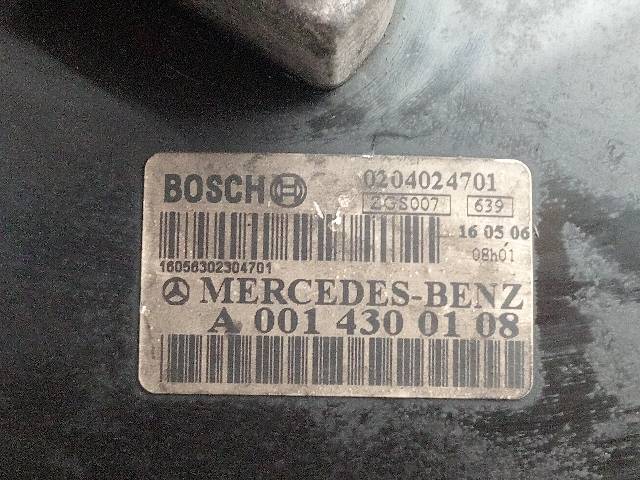 BOSCH 0204024701
2GS007 639
16 05 06
08h01
16056302304701
MERCEDES-BENZ
A 001 430 01 08